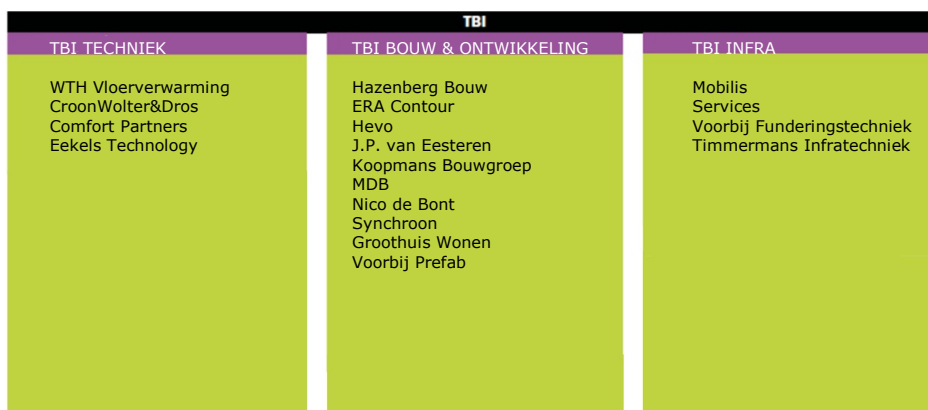 TBI
TBI TECHNIEK
WTH Vloerverwarming
CroonWolter&Dros
Comfort Partners
Eekels Technology
TBI BOUW & ONTWIKKELING
Hazenberg Bouw
ERA Contour
Hevo
J.P. van Eesteren
Koopmans Bouwgroep
MDB
Nico de Bont
Synchroon
Groothuis Wonen
Voorbij Prefab
TBI INFRA
Mobilis
Services
Voorbij Funderingstechniek
Timmermans Infratechniek